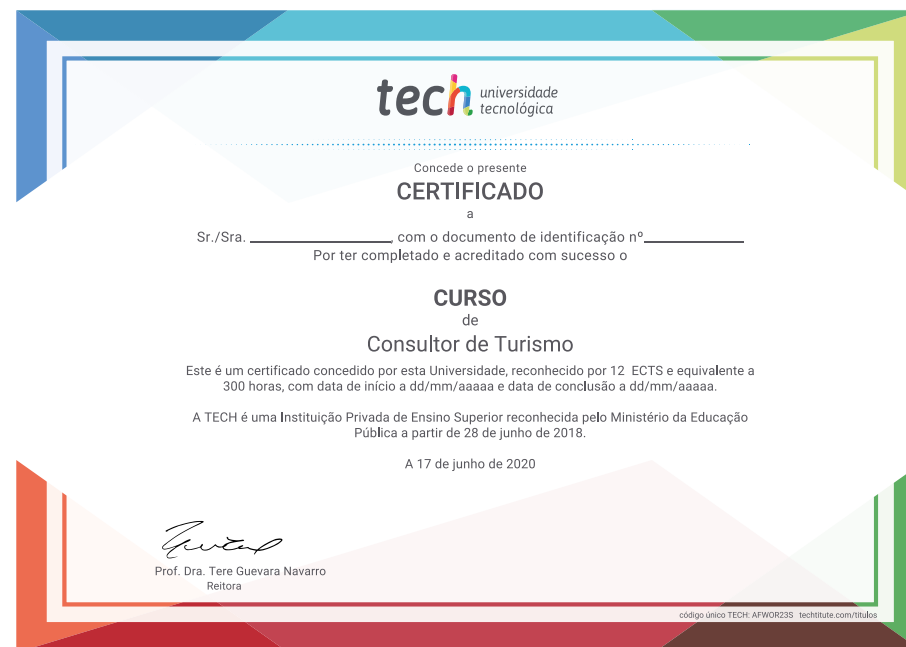 tech universidade
tecnológica
Concede o presente
CERTIFICADO
a
Sr./Sra. ________________, com o documento de identificação nº____________
Por ter completado e acreditado com sucesso o
CURSO
de
Consultor de Turismo
Este é um certificado concedido por esta Universidade, reconhecido por 12 ECTS e equivalente a
300 horas, com data de início a dd/mm/aaaaa e data de conclusão a dd/mm/aaaaa.
A TECH é uma Instituição Privada de Ensino Superior reconhecida pelo Ministério da Educação
Pública a partir de 28 de junho de 2018.
A 17 de junho de 2020
Prof. Dra. Tere Guevara Navarro
Reitora
código único TECH: AFWOR23S techtitute.com/titulos